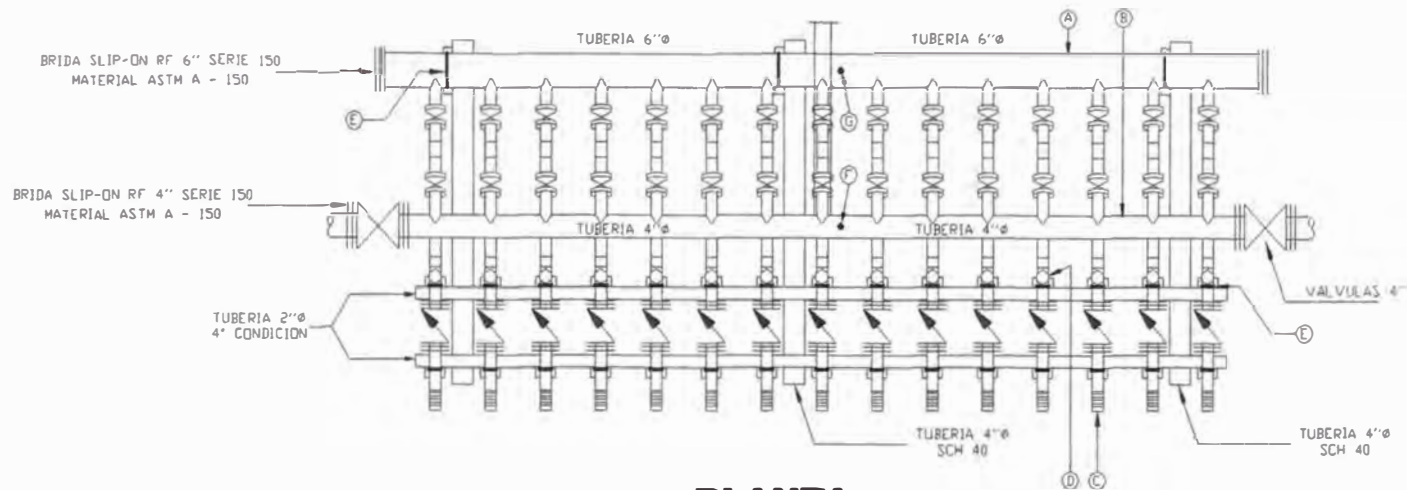 A
B
TUBERIA 6''Ø
TUBERIA 6''Ø
BRIDA SLIP-ON RF 6'' SERIE 150
MATERIAL ASTM A - 150
E
G
F
BRIDA SLIP-ON RF 4'' SERIE 150
MATERIAL ASTM A - 150
TUBERIA 4''Ø
TUBERIA 4''Ø
VALVULAS 4''
TUBERIA 2''Ø
4° CONDICION
E
TUBERIA 4''Ø
SCH 40
TUBERIA 4''Ø
SCH 40
D
C